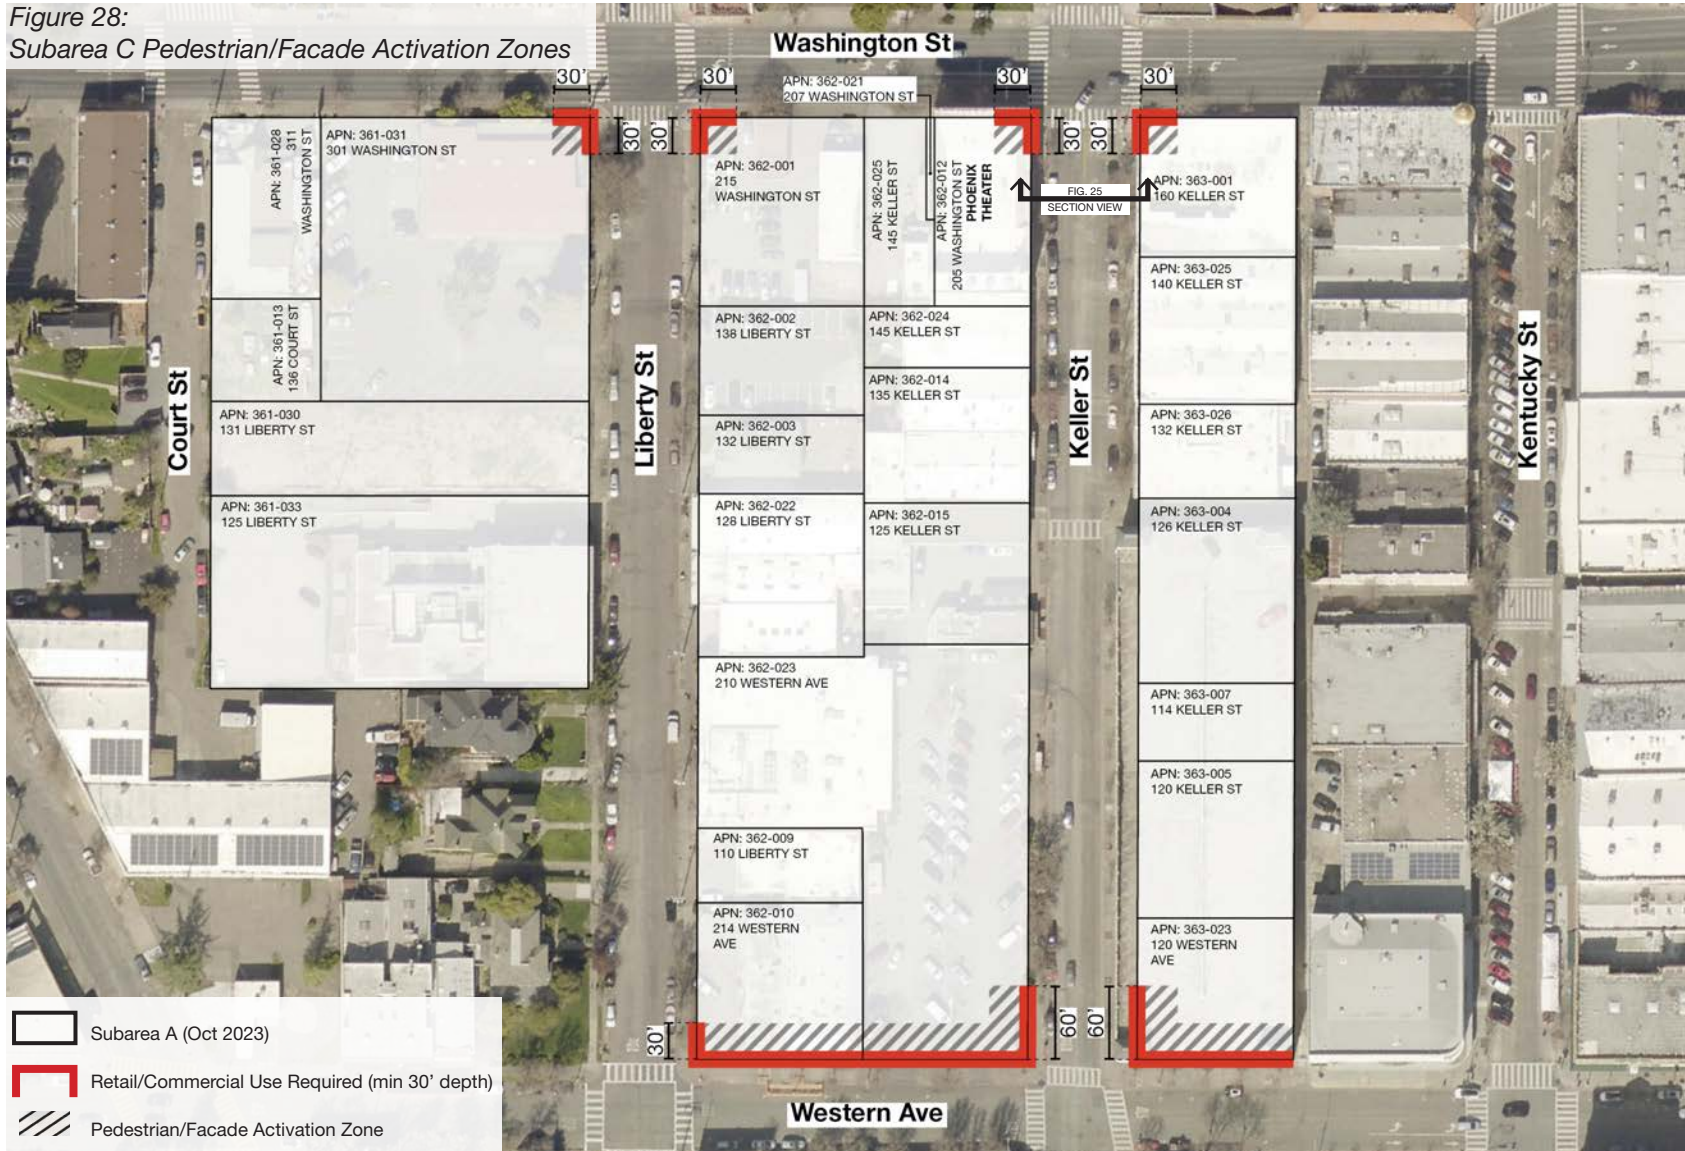 Figure 28:
Subarea C Pedestrian/Facade Activation Zones
Washington St
30'
30'
30'
30'
APN: 362-021
207 WASHINGTON ST
30'
30'
30'
30'
APN: 361-028
311
WASHINGTON ST
APN: 361-031
301 WASHINGTON ST
APN: 362-001
215
WASHINGTON ST
APN: 362-025
145 KELLER ST
APN: 362-012
205 WASHINGTON ST
PHOENIX
THEATER
FIG. 25
SECTION VIEW
APN: 363-001
160 KELLER ST
APN: 363-025
140 KELLER ST
APN: 361-013
136 COURT ST
APN: 362-002
138 LIBERTY ST
APN: 362-024
145 KELLER ST
APN: 362-014
135 KELLER ST
Court St
Liberty St
Keller St
Kentucky St
APN: 361-030
131 LIBERTY ST
APN: 362-003
132 LIBERTY ST
APN: 363-026
132 KELLER ST
APN: 361-033
125 LIBERTY ST
APN: 362-022
128 LIBERTY ST
APN: 362-015
125 KELLER ST
APN: 363-004
126 KELLER ST
APN: 362-023
210 WESTERN AVE
APN: 363-007
114 KELLER ST
APN: 363-005
120 KELLER ST
APN: 362-009
110 LIBERTY ST
APN: 362-010
214 WESTERN
AVE
APN: 363-023
120 WESTERN
AVE
30'
60'
60'
Western Ave
Subarea A (Oct 2023)
Retail/Commercial Use Required (min 30' depth)
Pedestrian/Facade Activation Zone